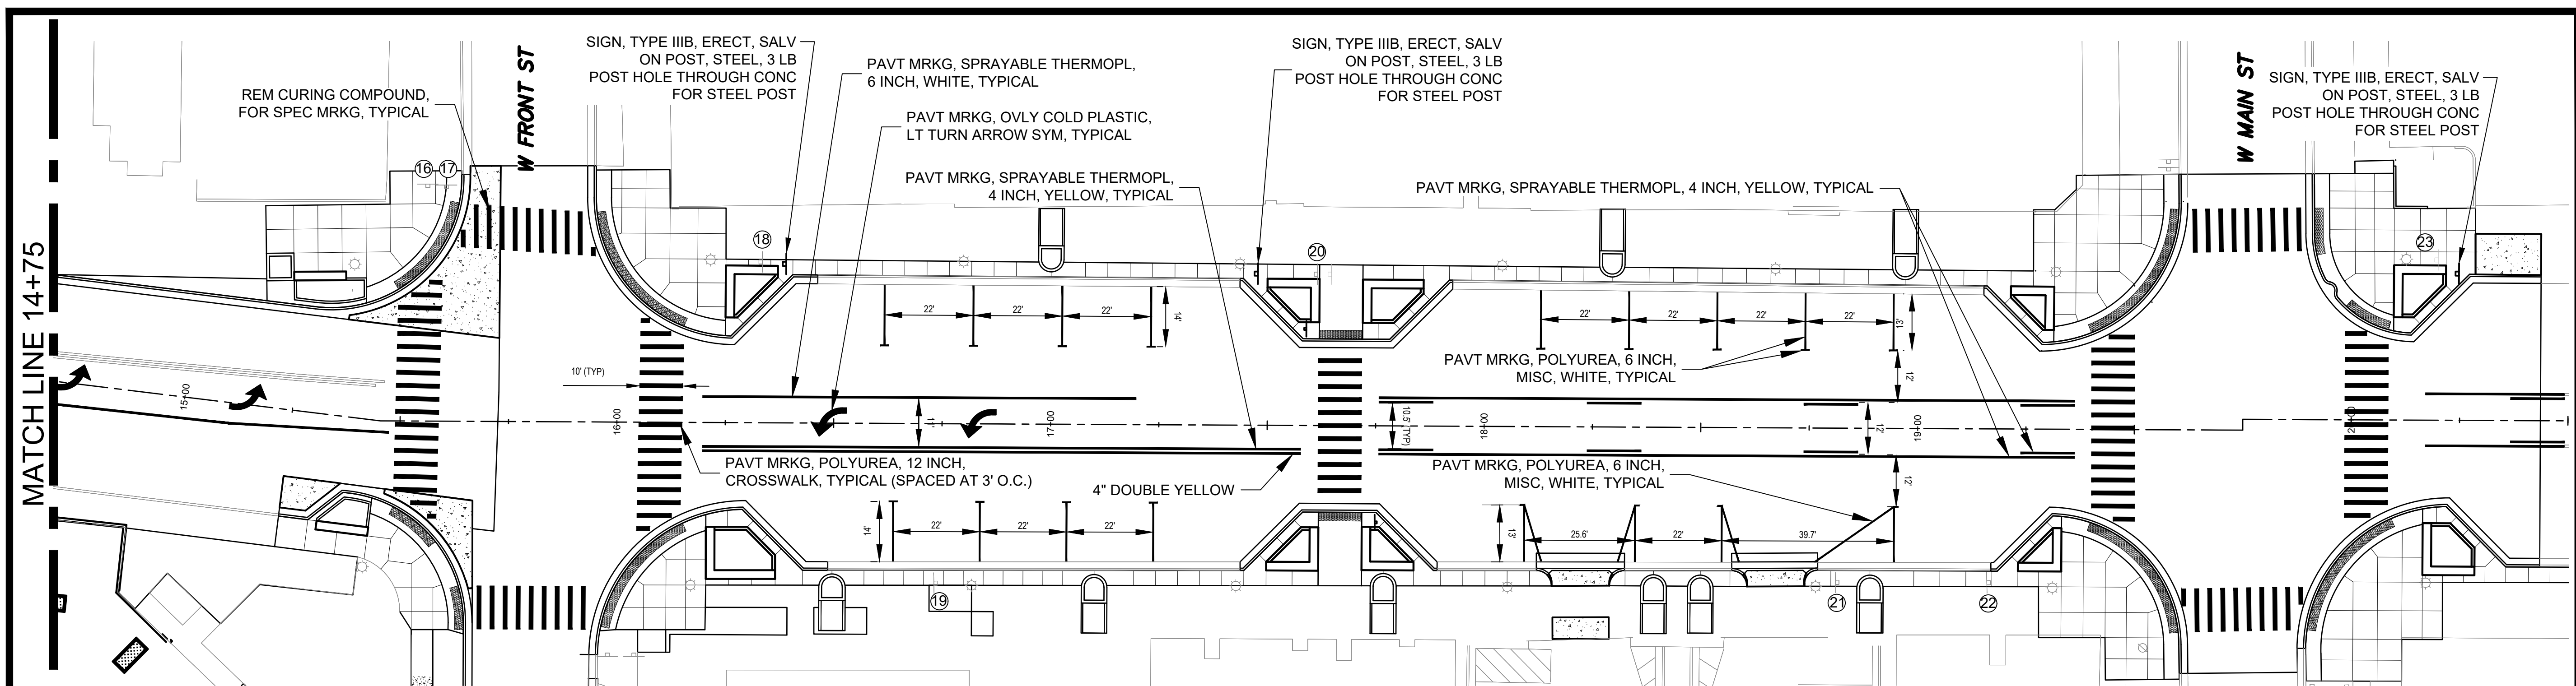 MATCH LINE 14+75
REM CURING COMPOUND,
FOR SPEC MRKG, TYPICAL
W FRONT ST
SIGN, TYPE IIIB, ERECT, SALV
ON POST, STEEL, 3 LB
POST HOLE THROUGH CONC
FOR STEEL POST
PAVT MRKG, SPRAYABLE THERMOPL,
6 INCH, WHITE, TYPICAL
PAVT MRKG, OVLY COLD PLASTIC,
LT TURN ARROW SYM, TYPICAL
PAVT MRKG, SPRAYABLE THERMOPL,
4 INCH, YELLOW, TYPICAL
SIGN, TYPE IIIB, ERECT, SALV
ON POST, STEEL, 3 LB
POST HOLE THROUGH CONC
FOR STEEL POST
PAVT MRKG, SPRAYABLE THERMOPL, 4 INCH, YELLOW, TYPICAL
W MAIN ST
SIGN, TYPE IIIB, ERECT, SALV
ON POST, STEEL, 3 LB
POST HOLE THROUGH CONC
FOR STEEL POST
16 17
18
20
23
22'
22'
22'
14'
22'
22'
22'
22'
13'
PAVT MRKG, POLYUREA, 6 INCH,
MISC, WHITE, TYPICAL
12'
10' (TYP)
15+00
16+00
17+00
18+00
19+00
11'
10.5' (TYP)
12'
PAVT MRKG, POLYUREA, 12 INCH,
CROSSWALK, TYPICAL (SPACED AT 3' O.C.)
4" DOUBLE YELLOW
PAVT MRKG, POLYUREA, 6 INCH,
MISC, WHITE, TYPICAL
12'
14'
22'
22'
22'
13'
25.6'
22'
39.7'
19
21
22